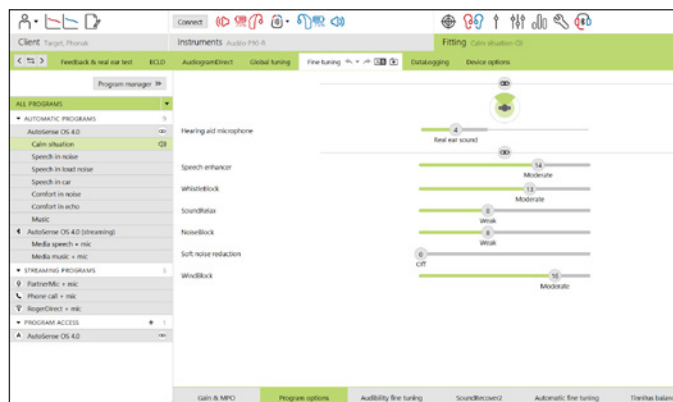 Connect
Client Target, Phonak
Instruments Audéo P90-R
Fitting Calm situation
Feedback & real ear test
BCLD
AudiogramDirect
Global tuning
Fine tuning
DataLogging
Device options
Program manager
ALL PROGRAMS
AUTOMATIC PROGRAMS 9
AutoSense OS 4.0
Calm situation
Speech in noise
Speech in loud noise
Speech in car
Comfort in noise
Comfort in echo
Music
AutoSense OS 4.0 (streaming)
Media speech + mic
Media music + mic
STREAMING PROGRAMS 3
PartnerMic + mic
Phone call + mic
RogerDirect + mic
PROGRAM ACCESS + 1
A AutoSense OS 4.0
Hearing aid microphone
4
Real ear sound
Speech enhancer
14
Moderate
WhistleBlock
13
Moderate
SoundRelax
8
Weak
NoiseBlock
8
Weak
Soft noise reduction
0
Off
WindBlock
16
Moderate
Gain & MPO
Program options
Audibility fine tuning
SoundRecover2
Automatic fine tuning
Tinnitus balance